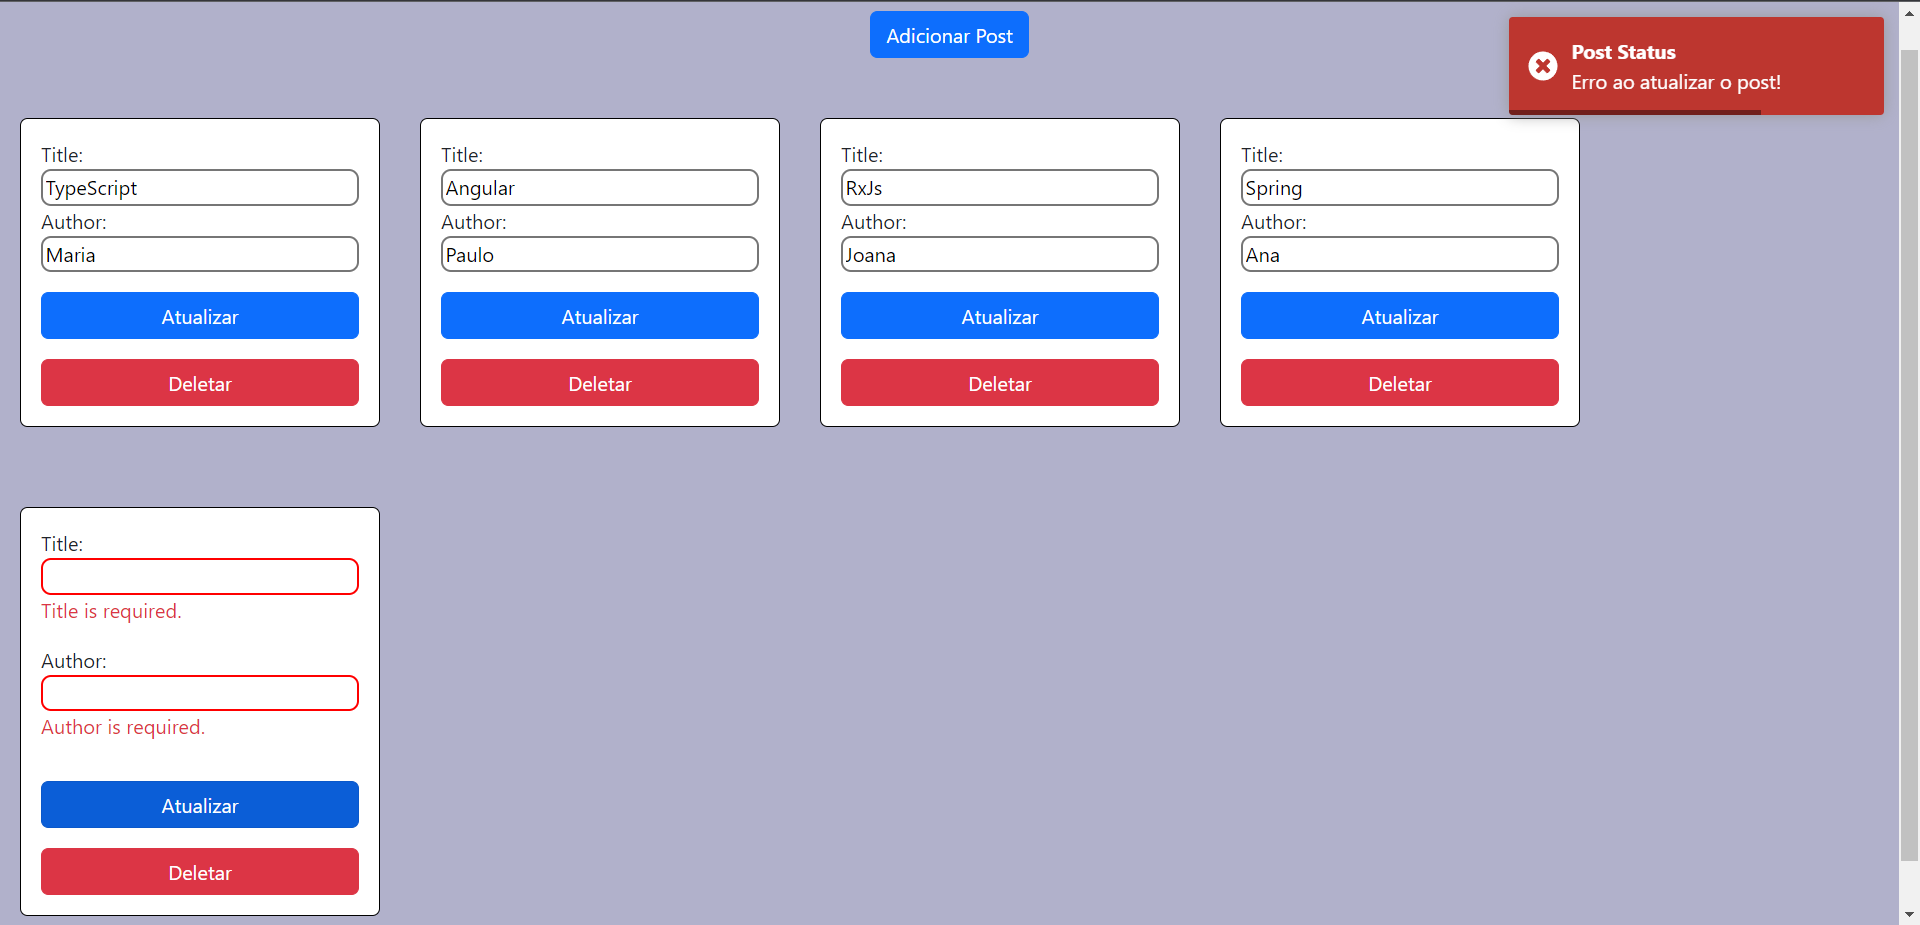 Adicionar Post
Post Status
Erro ao atualizar o post!
Title:
TypeScript
Author:
Maria
Atualizar
Deletar
Title:
Angular
Author:
Paulo
Atualizar
Deletar
Title:
RxJs
Author:
Joana
Atualizar
Deletar
Title:
Spring
Author:
Ana
Atualizar
Deletar
Title:
Title is required.
Author:
Author is required.
Atualizar
Deletar